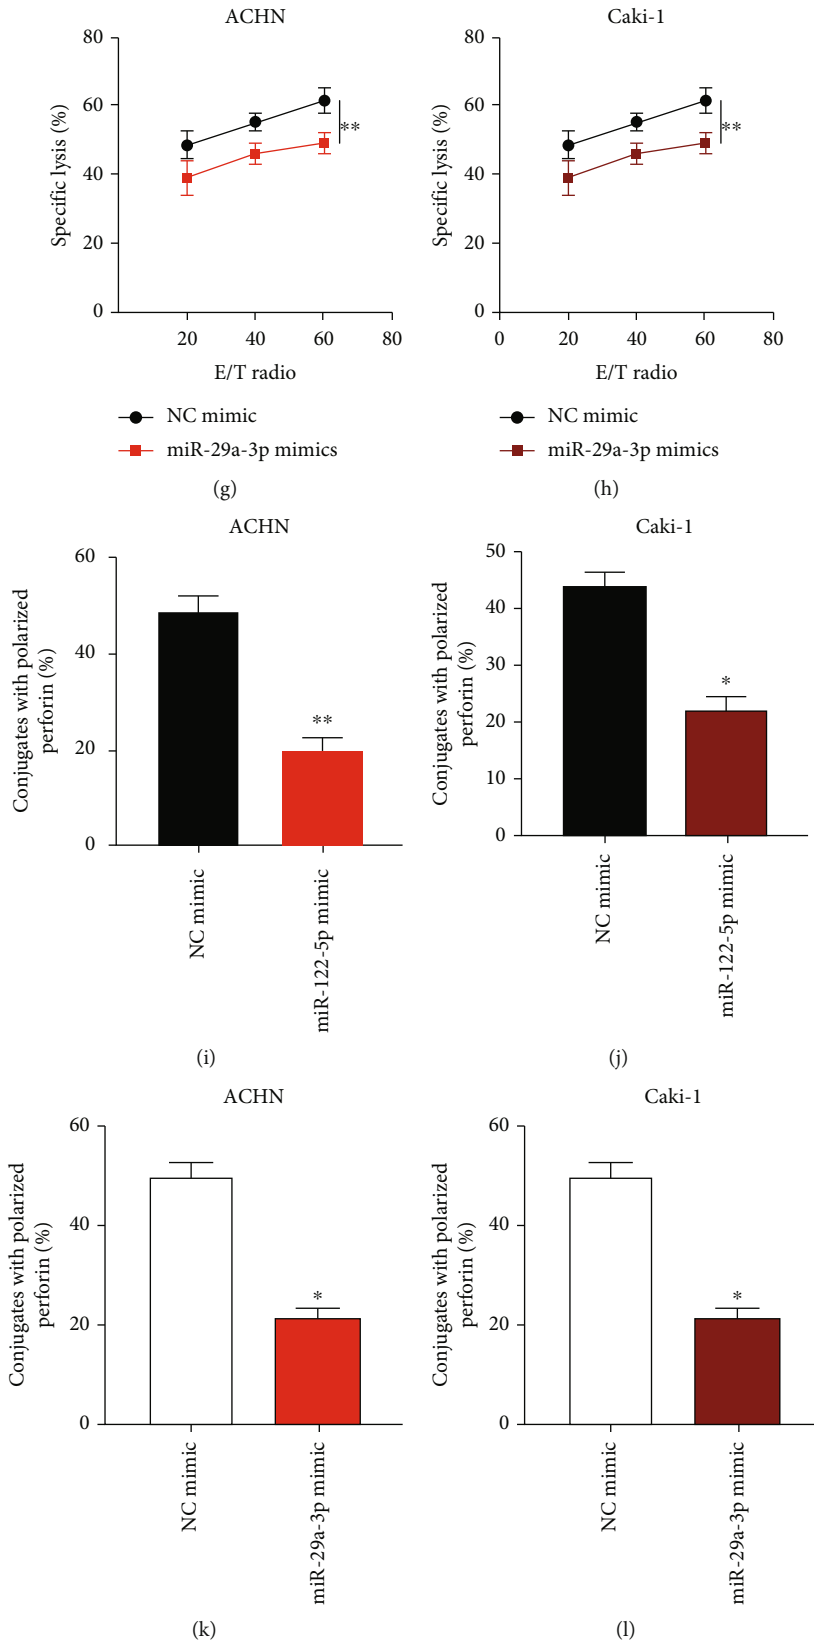 ACHN
80
60
40
20
0
Specific lysis (%)
**
20 40 60 80
E/T radio
NC mimic
miR-29a-3p mimics
(g)
Caki-1
80
60
40
20
0
Specific lysis (%)
**
0 20 40 60 80
E/T radio
NC mimic
miR-29a-3p mimics
(h)
ACHN
60
40
20
0
Conjugates with polarized
perforin (%)
**
NC mimic
miR-122-5p mimic
(i)
Caki-1
50
40
30
20
10
0
Conjugates with polarized
perforin (%)
*
NC mimic
miR-122-5p mimic
(j)
ACHN
60
40
20
0
Conjugates with polarized
perforin (%)
*
NC mimic
miR-29a-3p mimic
(k)
Caki-1
60
40
20
0
Conjugates with polarized
perforin (%)
*
NC mimic
miR-29a-3p mimic
(l)